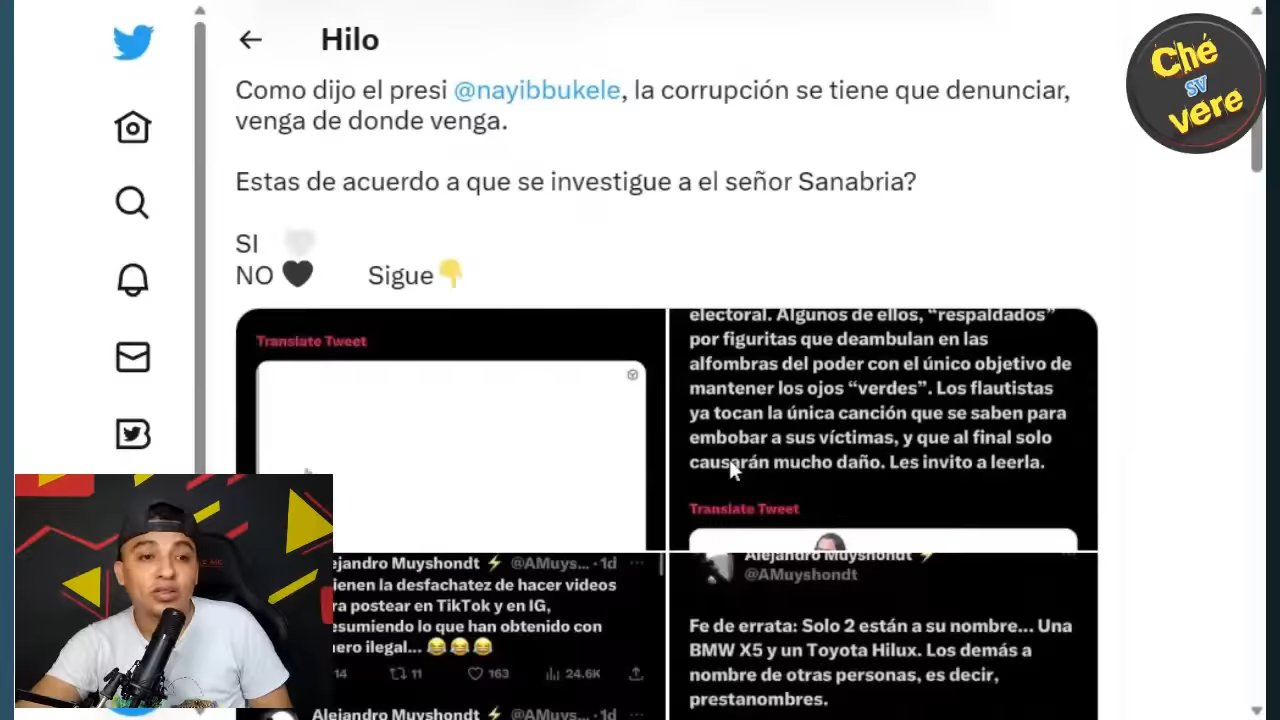 Hilo
Ché
sv
vere
Como dijo el presi @nayibbukele, la corrupción se tiene que denunciar,
venga de donde venga.
Estas de acuerdo a que se investigue a el señor Sanabria?
SI
NO 🖤 Sigue👇
Translate Tweet
electoral. Algunos de ellos, “respaldados”
por figuritas que deambulan en las
alfombras del poder con el único objetivo de
mantener los ojos “verdes”. Los flautistas
ya tocan la única canción que se saben para
embobar a sus víctimas, y que al final solo
causarán mucho daño. Les invito a leerla.
Translate Tweet
Alejandro Muyshondt ⚡ @AMuys... · 1d
ienen la desfachatez de hacer videos
ra postear en TikTok y en IG,
esumiendo lo que han obtenido con
ero ilegal... 😂😂😂
14 11 163 24.6K
Alejandro Muyshondt ⚡ @AMuys... · 1d
Alejandro Muyshondt ⚡
@AMuyshondt
Fe de errata: Solo 2 están a su nombre... Una
BMW X5 y un Toyota Hilux. Los demás a
nombre de otras personas, es decir,
prestanombres.